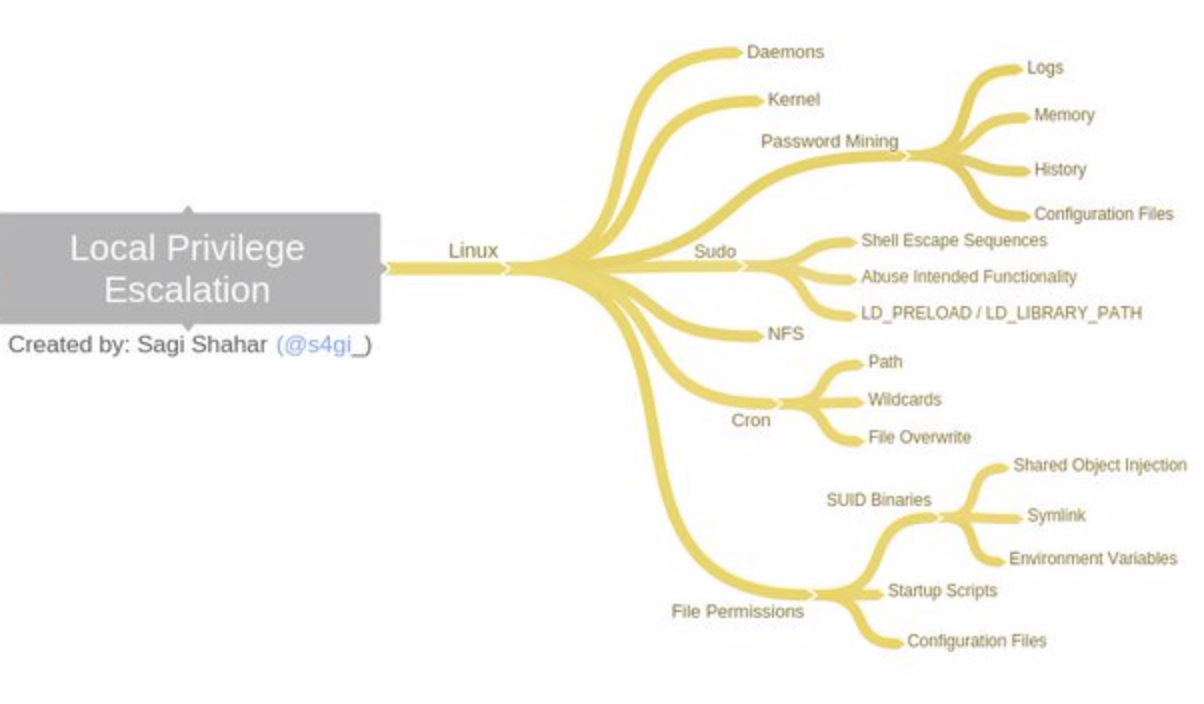 Local Privilege
Escalation
Created by: Sagi Shahar (@s4gi_)
Linux
Daemons
Kernel
Password Mining
Logs
Memory
History
Configuration Files
Sudo
Shell Escape Sequences
Abuse Intended Functionality
LD_PRELOAD / LD_LIBRARY_PATH
NFS
Cron
Path
Wildcards
File Overwrite
File Permissions
SUID Binaries
Shared Object Injection
Symlink
Environment Variables
Startup Scripts
Configuration Files